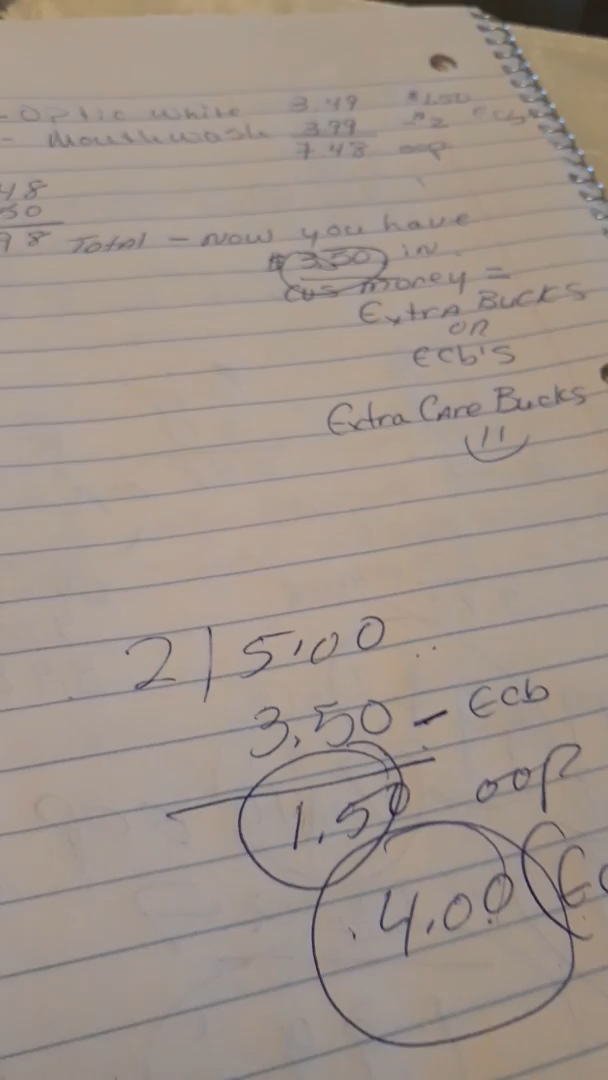 - Optic white 3.49 $1.50
- Mouthwash 3.99 $2 ECB
7.48 oop
48
50
98 Total - Now you have
$3.50 in
cvs money =
Extra Bucks
or
ECb's
Extra Care Bucks
2/5.00
3.50 - ECb
1.50 oop
4.00